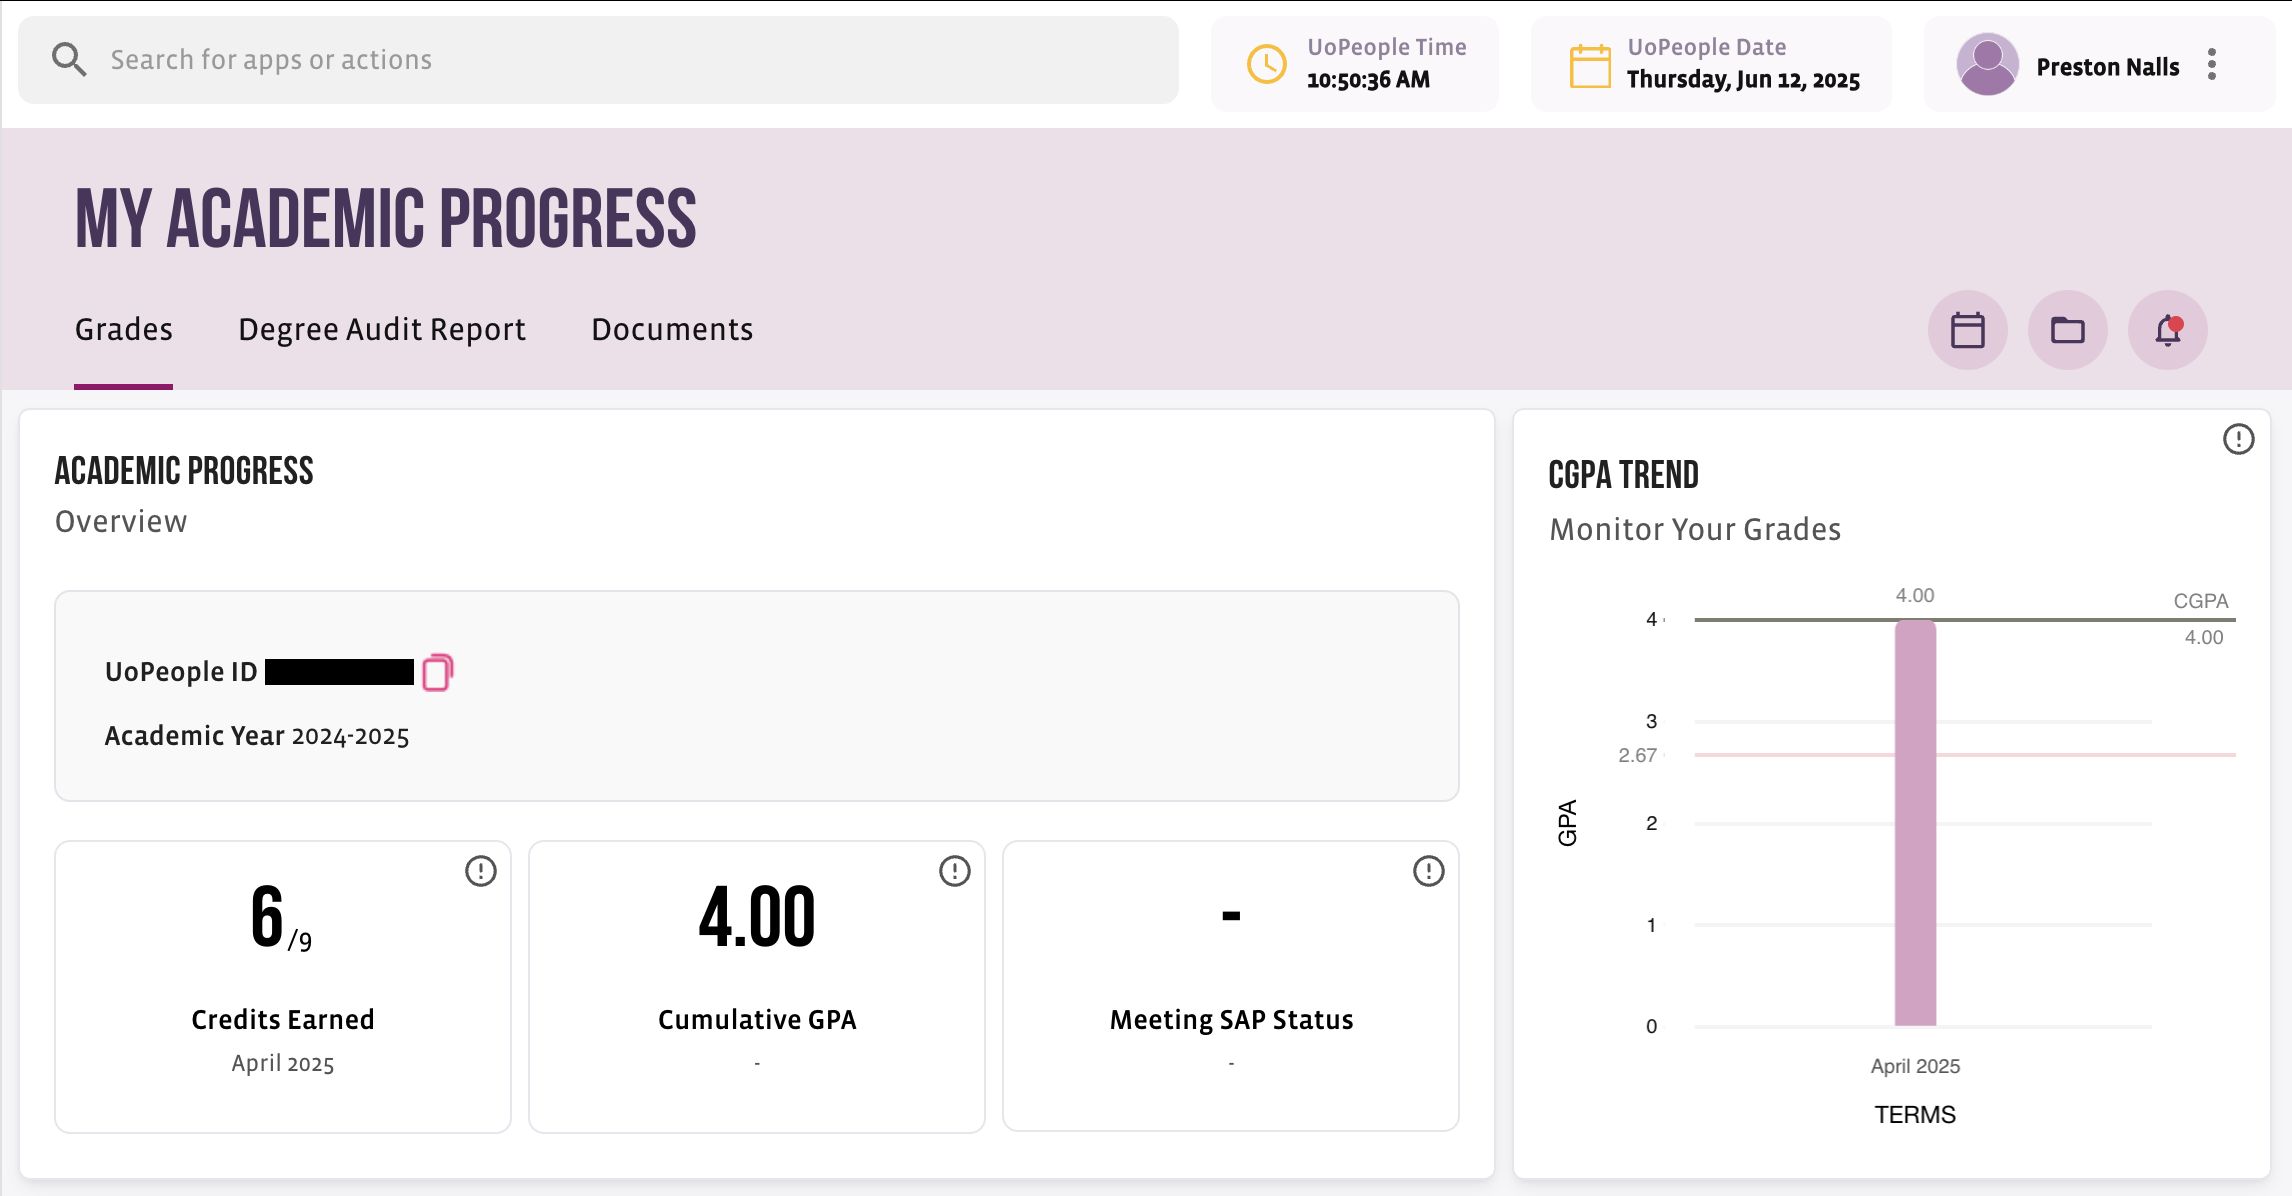 Search for apps or actions
UoPeople Time
10:50:36 AM
UoPeople Date
Thursday, Jun 12, 2025
Preston Nalls
MY ACADEMIC PROGRESS
Grades
Degree Audit Report
Documents
ACADEMIC PROGRESS
Overview
UoPeople ID
Academic Year 2024-2025
6/9
Credits Earned
April 2025
4.00
Cumulative GPA
-
-
Meeting SAP Status
-
CGPA TREND
Monitor Your Grades
4.00
CGPA
4.00
4
3
2.67
2
1
0
GPA
April 2025
TERMS